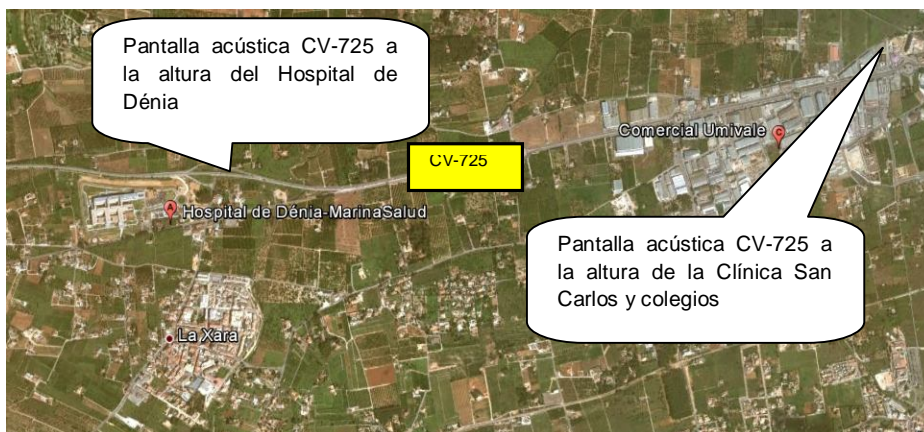 Pantalla acústica CV-725 a
la altura del Hospital de
Dénia
Comercial Umivale
C
CV-725
A
Hospital de Dénia-MarinaSalud
Pantalla acústica CV-725 a
la altura de la Clínica San
Carlos y colegios
La Xara